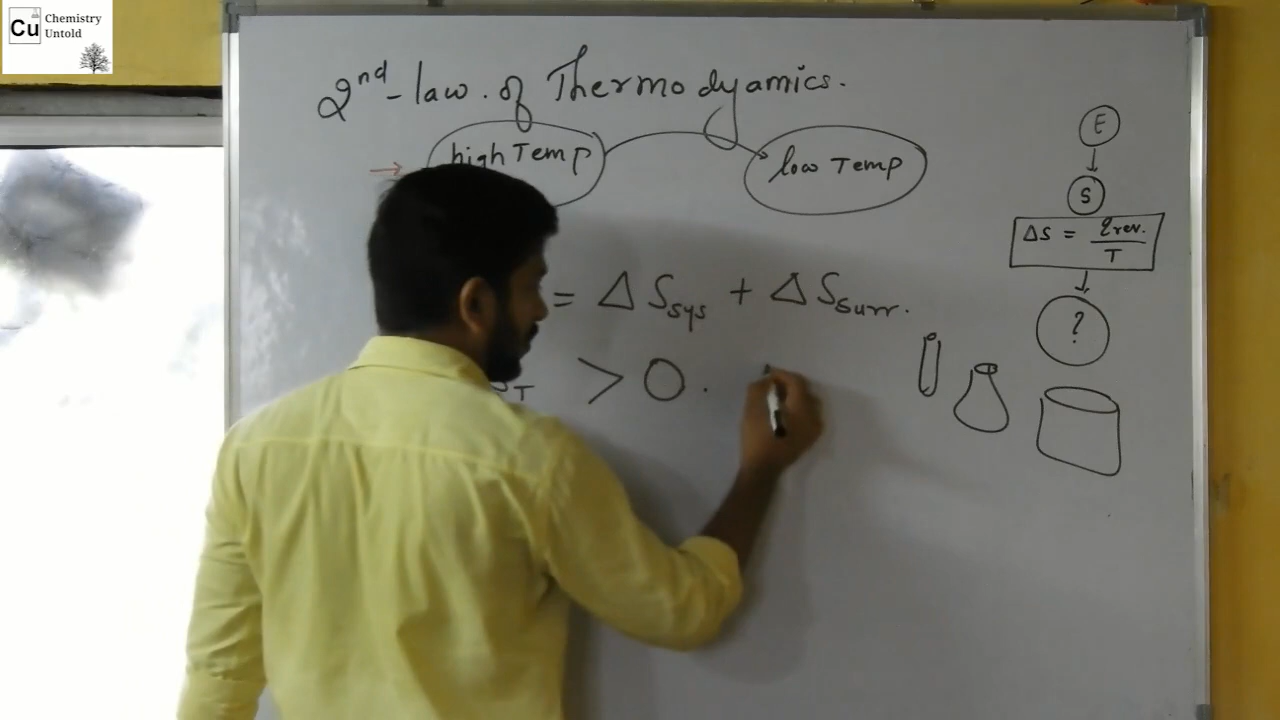 Cu Chemistry
Untold
2nd - law. of Thermodyamics.
→ high Temp → low Temp
= ΔSsys + ΔSsurr.
T > 0.
E
↓
S
ΔS = qrev. / T
↓
?